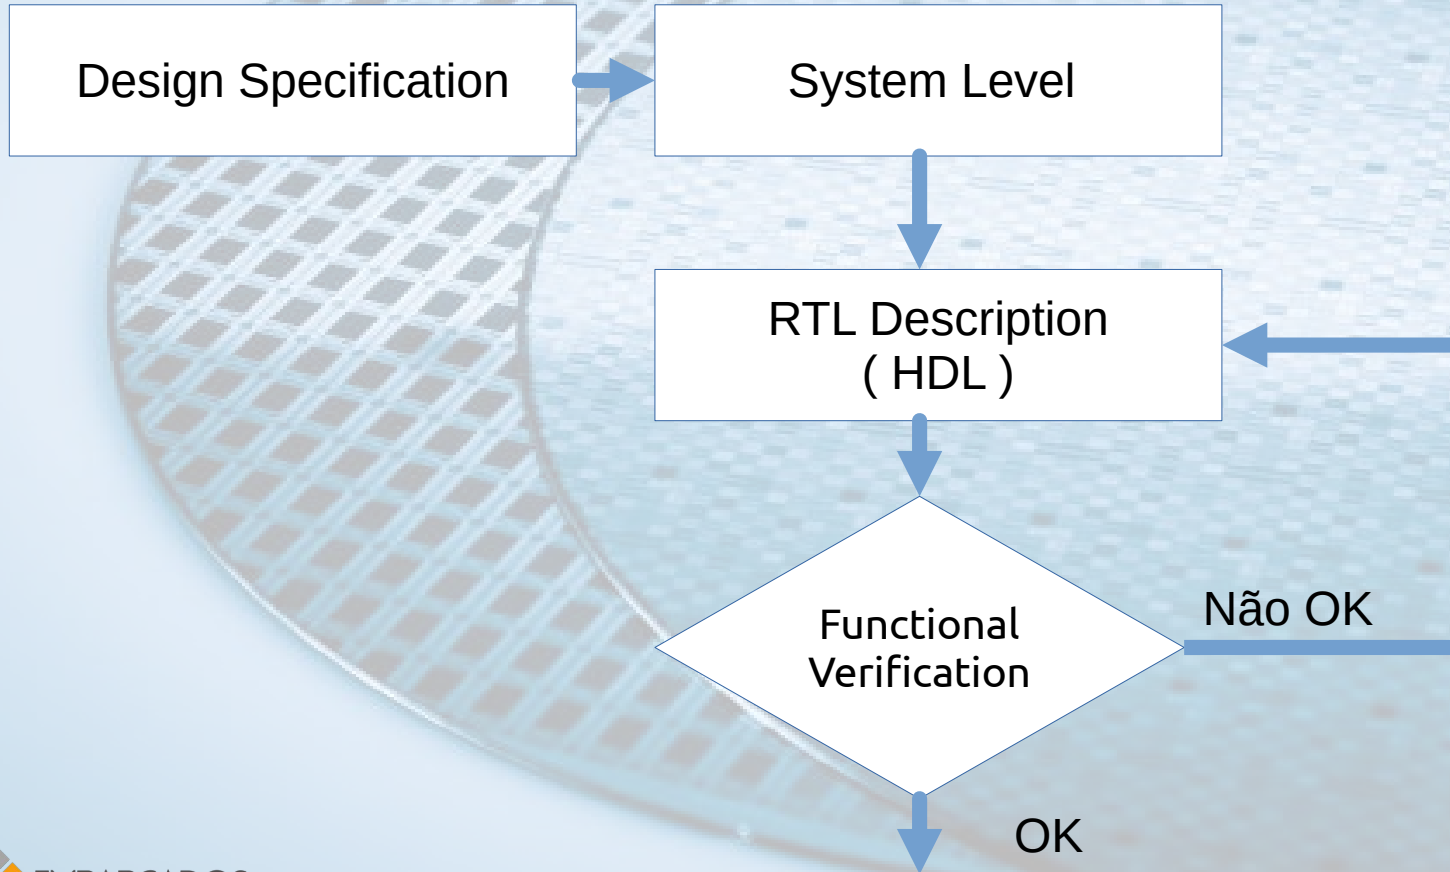 Design Specification
System Level
RTL Description
( HDL )
Functional
Verification
Não OK
OK